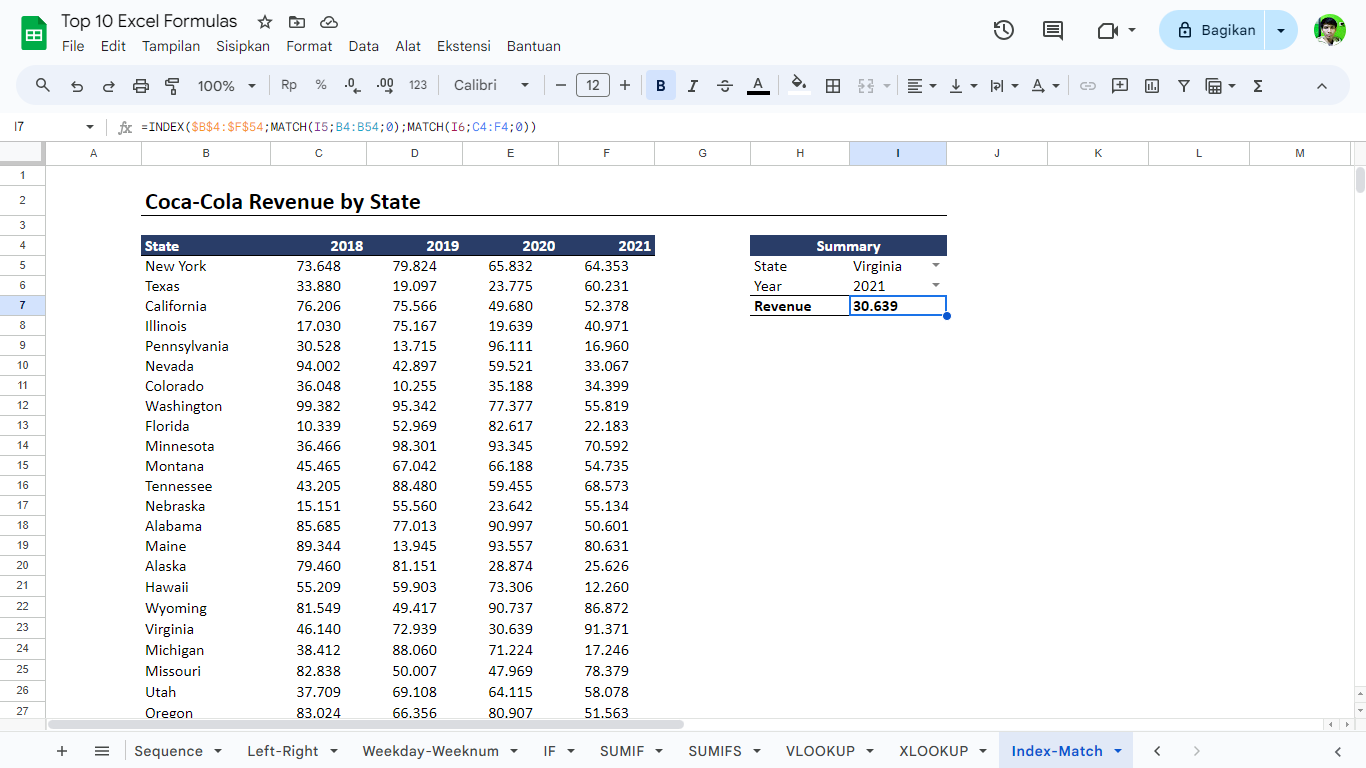 Top 10 Excel Formulas
File Edit Tampilan Sisipkan Format Data Alat Ekstensi Bantuan
Bagikan
100% Rp % .0 .00 123 Calibri 12 B I S A A Σ
I7 fx =INDEX($B$4:$F$54;MATCH(I5;B4:B54;0);MATCH(I6;C4:F4;0))
A B C D E F G H I J K L M
1
2 Coca-Cola Revenue by State
3
4 State 2018 2019 2020 2021 Summary
5 New York 73.648 79.824 65.832 64.353 State Virginia
6 Texas 33.880 19.097 23.775 60.231 Year 2021
7 California 76.206 75.566 49.680 52.378 Revenue 30.639
8 Illinois 17.030 75.167 19.639 40.971
9 Pennsylvania 30.528 13.715 96.111 16.960
10 Nevada 94.002 42.897 59.521 33.067
11 Colorado 36.048 10.255 35.188 34.399
12 Washington 99.382 95.342 77.377 55.819
13 Florida 10.339 52.969 82.617 22.183
14 Minnesota 36.466 98.301 93.345 70.592
15 Montana 45.465 67.042 66.188 54.735
16 Tennessee 43.205 88.480 59.455 68.573
17 Nebraska 15.151 55.560 23.642 55.134
18 Alabama 85.685 77.013 90.997 50.601
19 Maine 89.344 13.945 93.557 80.631
20 Alaska 79.460 81.151 28.874 25.626
21 Hawaii 55.209 59.903 73.306 12.260
22 Wyoming 81.549 49.417 90.737 86.872
23 Virginia 46.140 72.939 30.639 91.371
24 Michigan 38.412 88.060 71.224 17.246
25 Missouri 82.838 50.007 47.969 78.379
26 Utah 37.709 69.108 64.115 58.078
27 Oregon 83.024 66.356 80.907 51.563
Sequence Left-Right Weekday-Weeknum IF SUMIF SUMIFS VLOOKUP XLOOKUP Index-Match